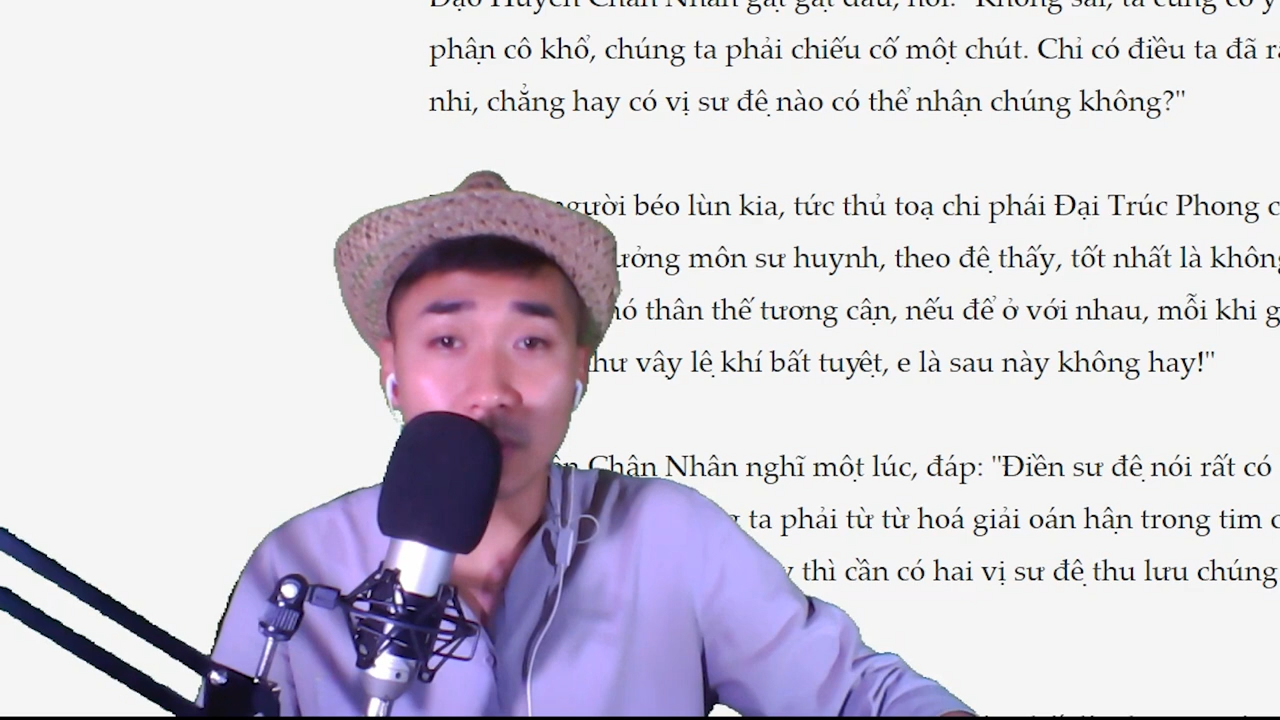 Đạo Huyền Chân Nhân gật gật đầu, nói: "Không sai, ta cũng có ý
phận cô khổ, chúng ta phải chiếu cố một chút. Chỉ có điều ta đã
nhi, chẳng hay có vị sư đệ nào có thể nhận chúng không?"
người béo lùn kia, tức thủ toạ chi phái Đại Trúc Phong
môn sư huynh, theo đệ thấy, tốt nhất là không
thân thế tương cận, nếu để ở với nhau, mỗi khi
vây lệ khí bất tuyệt, e là sau này không hay!"
Chân Nhân nghĩ một lúc, đáp: "Điền sư đệ nói rất có
ta phải từ từ hoá giải oán hận trong tim
thì cần có hai vị sư đệ thu lưu chúng